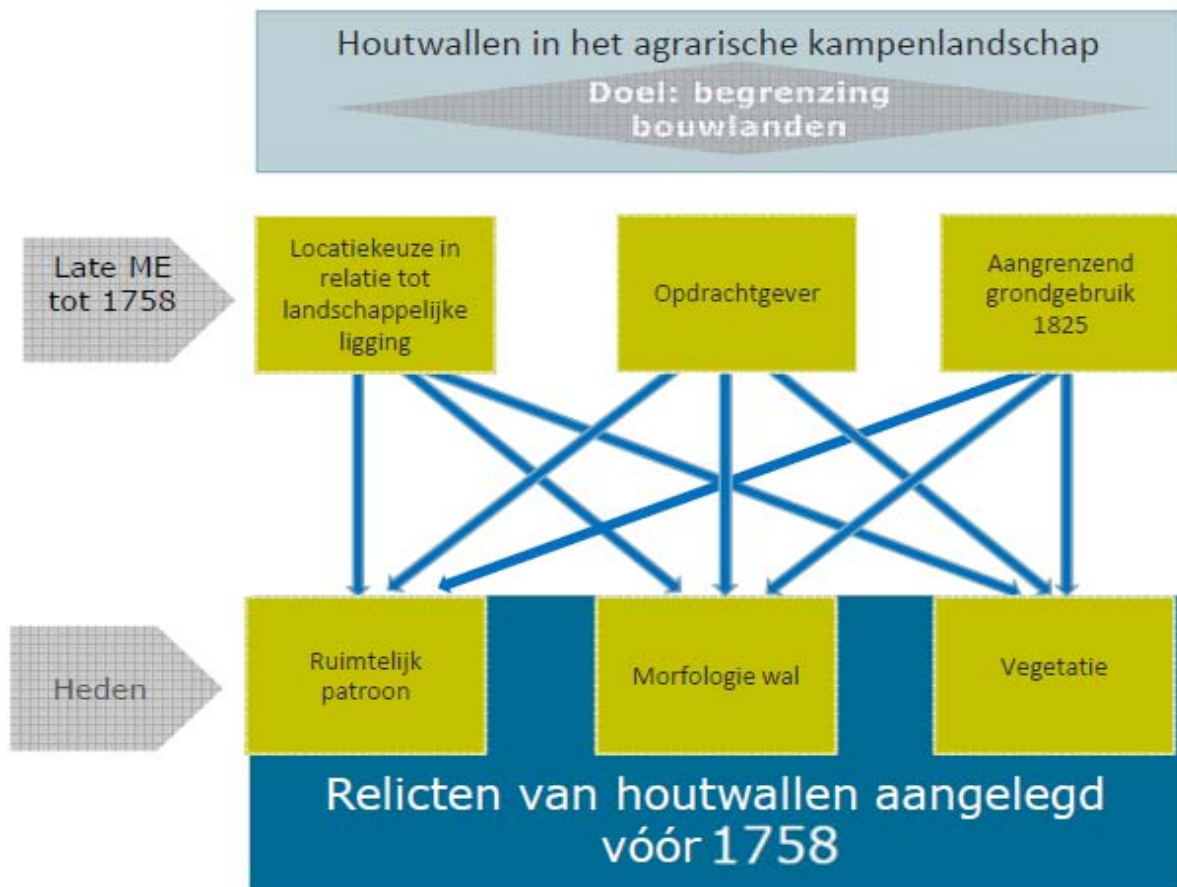 Houtwallen in het agrarische kampenlandschap
Doel: begrenzing
bouwlanden
Late ME
tot 1758
Locatiekeuze in
relatie tot
landschappelijke
ligging
Opdrachtgever
Aangrenzend
grondgebruik
1825
Heden
Ruimtelijk
patroon
Morfologie wal
Vegetatie
Relicten van houtwallen aangelegd
vóór 1758